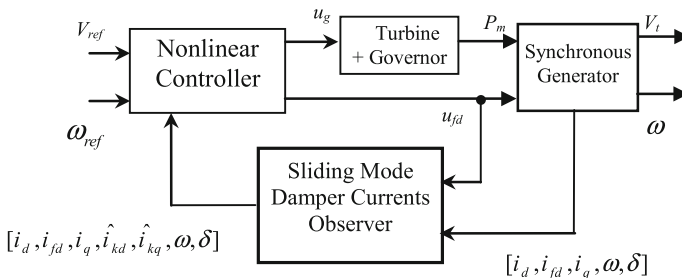 V_ref
ω_ref
Nonlinear
Controller
u_g
Turbine
+ Governor
P_m
Synchronous
Generator
V_t
ω
u_fd
Sliding Mode
Damper Currents
Observer
[i_d, i_fd, i_q, î_kd, î_kq, ω, δ]
[i_d, i_fd, i_q, ω, δ]